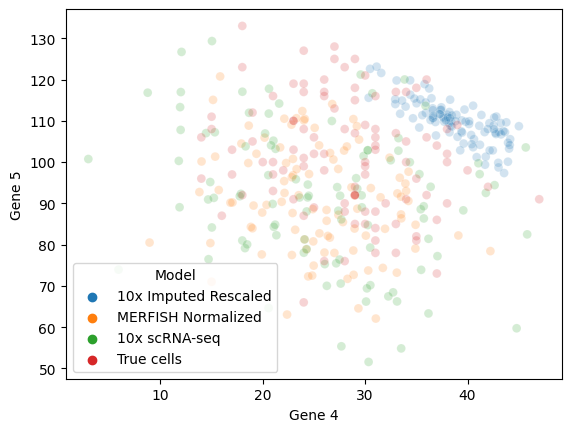 130
120
110
100
90
80
70
60
50
Gene 5
Model
10x Imputed Rescaled
MERFISH Normalized
10x scRNA-seq
True cells
10
20
30
40
Gene 4